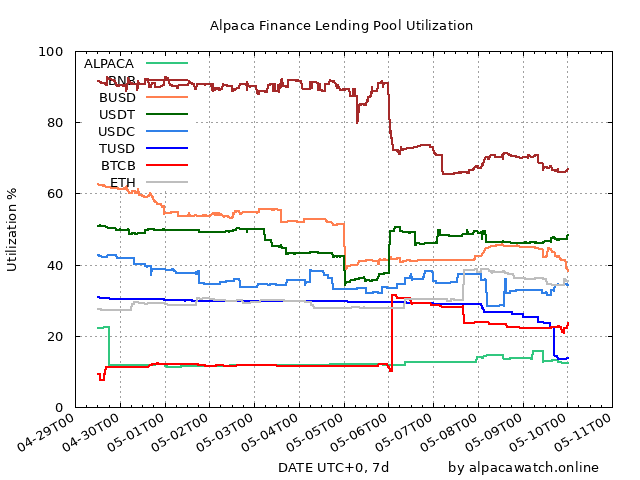 Alpaca Finance Lending Pool Utilization
Utilization %
100
80
60
40
20
0
ALPACA
BNB
BUSD
USDT
USDC
TUSD
BTCB
ETH
04-29T00
04-30T00
05-01T00
05-02T00
05-03T00
05-04T00
05-05T00
05-06T00
05-07T00
05-08T00
05-09T00
05-10T00
05-11T00
DATE UTC+0, 7d
by alpacawatch.online